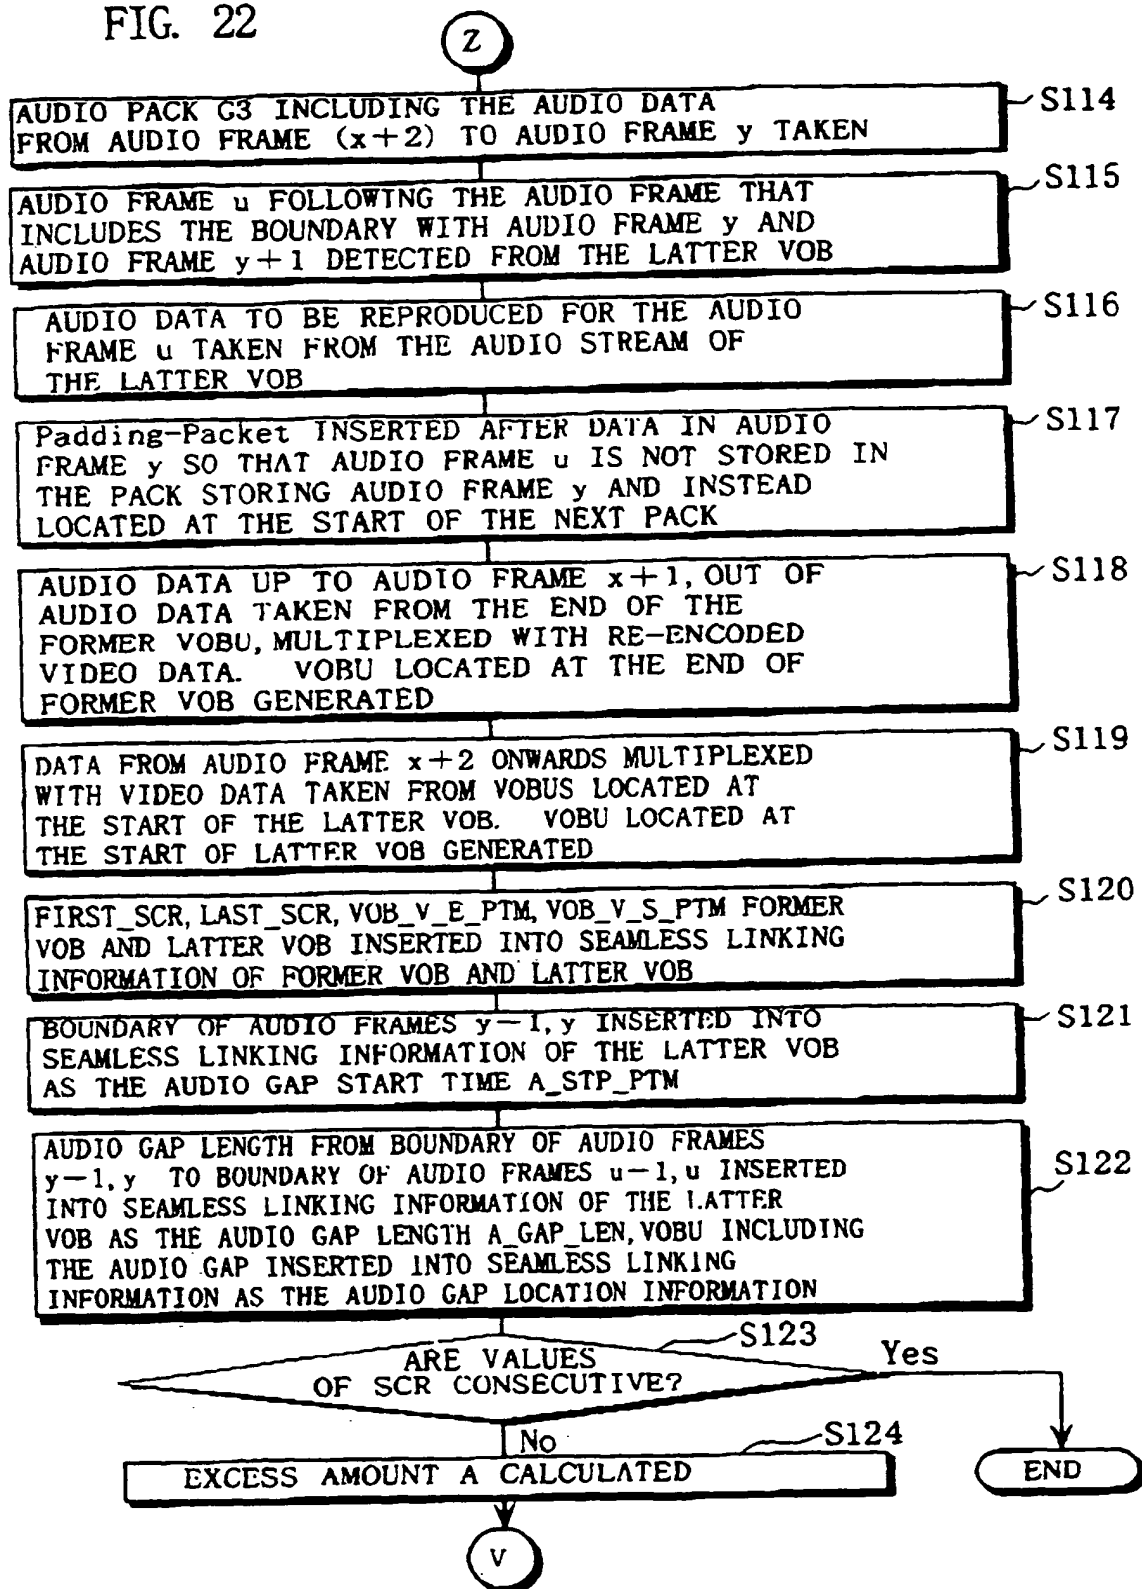 FIG. 22
Z
AUDIO PACK G3 INCLUDING THE AUDIO DATA
FROM AUDIO FRAME (x+2) TO AUDIO FRAME y TAKEN
S114
AUDIO FRAME u FOLLOWING THE AUDIO FRAME THAT
INCLUDES THE BOUNDARY WITH AUDIO FRAME y AND
AUDIO FRAME y+1 DETECTED FROM THE LATTER VOB
S115
AUDIO DATA TO BE REPRODUCED FOR THE AUDIO
FRAME u TAKEN FROM THE AUDIO STREAM OF
THE LATTER VOB
S116
Padding-Packet INSERTED AFTER DATA IN AUDIO
FRAME y SO THAT AUDIO FRAME u IS NOT STORED IN
THE PACK STORING AUDIO FRAME y AND INSTEAD
LOCATED AT THE START OF THE NEXT PACK
S117
AUDIO DATA UP TO AUDIO FRAME x+1, OUT OF
AUDIO DATA TAKEN FROM THE END OF THE
FORMER VOBU, MULTIPLEXED WITH RE-ENCODED
VIDEO DATA. VOBU LOCATED AT THE END OF
FORMER VOB GENERATED
S118
DATA FROM AUDIO FRAME x+2 ONWARDS MULTIPLEXED
WITH VIDEO DATA TAKEN FROM VOBUS LOCATED AT
THE START OF THE LATTER VOB. VOBU LOCATED AT
THE START OF LATTER VOB GENERATED
S119
FIRST_SCR, LAST_SCR, VOB_V_E_PTM, VOB_V_S_PTM FORMER
VOB AND LATTER VOB INSERTED INTO SEAMLESS LINKING
INFORMATION OF FORMER VOB AND LATTER VOB
S120
BOUNDARY OF AUDIO FRAMES y-1, y INSERTED INTO
SEAMLESS LINKING INFORMATION OF THE LATTER VOB
AS THE AUDIO GAP START TIME A_STP_PTM
S121
AUDIO GAP LENGTH FROM BOUNDARY OF AUDIO FRAMES
y-1, y TO BOUNDARY OF AUDIO FRAMES u-1, u INSERTED
INTO SEAMLESS LINKING INFORMATION OF THE LATTER
VOB AS THE AUDIO GAP LENGTH A_GAP_LEN, VOBU INCLUDING
THE AUDIO GAP INSERTED INTO SEAMLESS LINKING
INFORMATION AS THE AUDIO GAP LOCATION INFORMATION
S122
ARE VALUES
OF SCR CONSECUTIVE?
S123
Yes
No
EXCESS AMOUNT A CALCULATED
S124
END
V